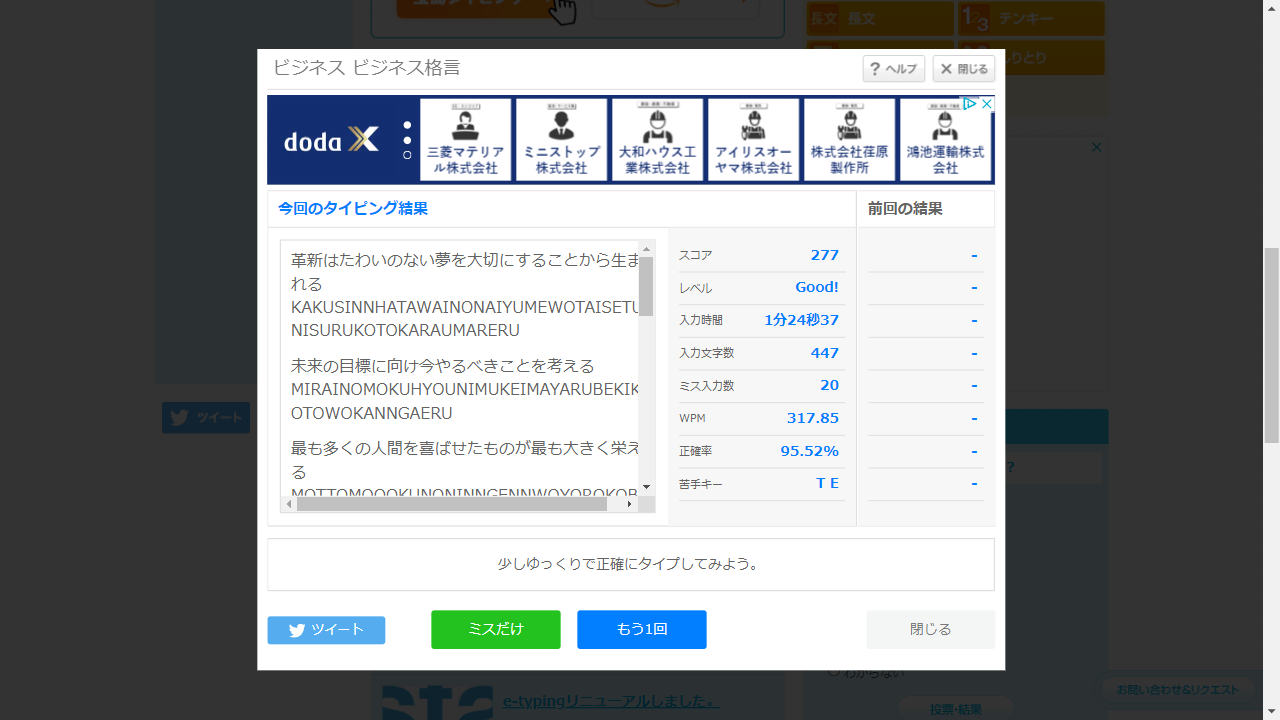 長文 長文
テンキー
ビジネス ビジネス格言
? ヘルプ
× 閉じる
doda X
三菱マテリアル株式会社
ミニストップ株式会社
大和ハウス工業株式会社
アイリスオーヤマ株式会社
株式会社荏原製作所
鴻池運輸株式会社
今回のタイピング結果
前回の結果
革新はたわいのない夢を大切にすることから生ま
れる
KAKUSINNHATAWAINONAIYUMEWOTAISETU
NISURUKOTOKARAUMARERU
未来の目標に向け今やるべきことを考える
MIRAINOMOKUHYOUNIMUKEIMAYARUBEKIK
OTOWOKANNGAERU
最も多くの人間を喜ばせたものが最も大きく栄え
る
MOTTOMOOOKUNONINNGENNWOYOROKOB
スコア 277 -
レベル Good! -
入力時間 1分24秒37 -
入力文字数 447 -
ミス入力数 20 -
WPM 317.85 -
正確率 95.52% -
苦手キー T E -
少しゆっくりで正確にタイプしてみよう。
ツイート
ツイート
ミスだけ
もう1回
閉じる
わからない
e-typingリニューアルしました。
お問い合わせ&リクエスト
投票・結果